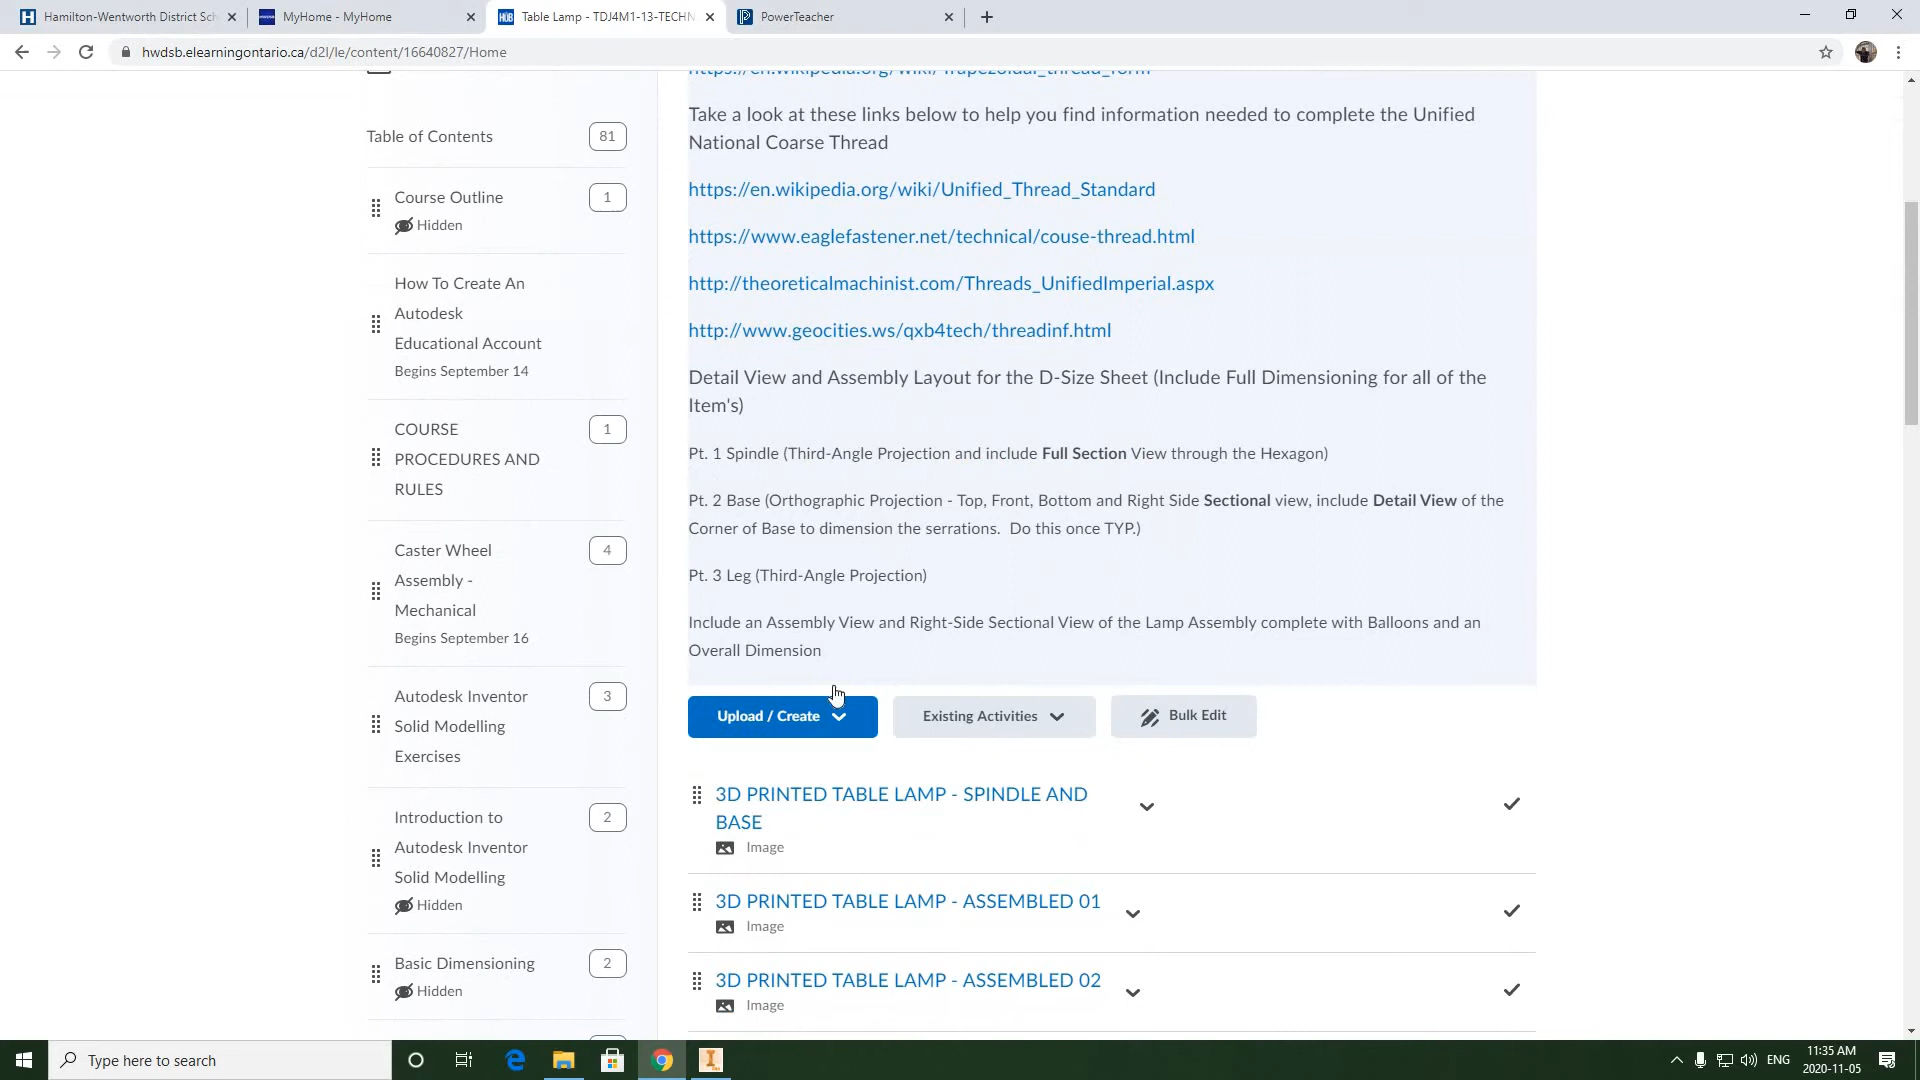 Hamilton-Wentworth District Sch
MyHome - MyHome
Table Lamp - TDJ4M1-13-TECHN
PowerTeacher
hwdsb.elearningontario.ca/d2l/le/content/16640827/Home
Table of Contents
81
Course Outline
1
Hidden
How To Create An
Autodesk
Educational Account
Begins September 14
COURSE
PROCEDURES AND
RULES
1
Caster Wheel
Assembly -
Mechanical
4
Begins September 16
Autodesk Inventor
Solid Modelling
Exercises
3
Introduction to
Autodesk Inventor
Solid Modelling
2
Hidden
Basic Dimensioning
2
Hidden
https://en.wikipedia.org/wiki/Trapezoidal_thread_form
Take a look at these links below to help you find information needed to complete the Unified
National Coarse Thread
https://en.wikipedia.org/wiki/Unified_Thread_Standard
https://www.eaglefastener.net/technical/couse-thread.html
http://theoreticalmachinist.com/Threads_UnifiedImperial.aspx
http://www.geocities.ws/qxb4tech/threadinf.html
Detail View and Assembly Layout for the D-Size Sheet (Include Full Dimensioning for all of the
Item's)
Pt. 1 Spindle (Third-Angle Projection and include Full Section View through the Hexagon)
Pt. 2 Base (Orthographic Projection - Top, Front, Bottom and Right Side Sectional view, include Detail View of the
Corner of Base to dimension the serrations. Do this once TYP.)
Pt. 3 Leg (Third-Angle Projection)
Include an Assembly View and Right-Side Sectional View of the Lamp Assembly complete with Balloons and an
Overall Dimension
Upload / Create
Existing Activities
Bulk Edit
3D PRINTED TABLE LAMP - SPINDLE AND
BASE
Image
3D PRINTED TABLE LAMP - ASSEMBLED 01
Image
3D PRINTED TABLE LAMP - ASSEMBLED 02
Image
Type here to search
ENG
11:35 AM
2020-11-05